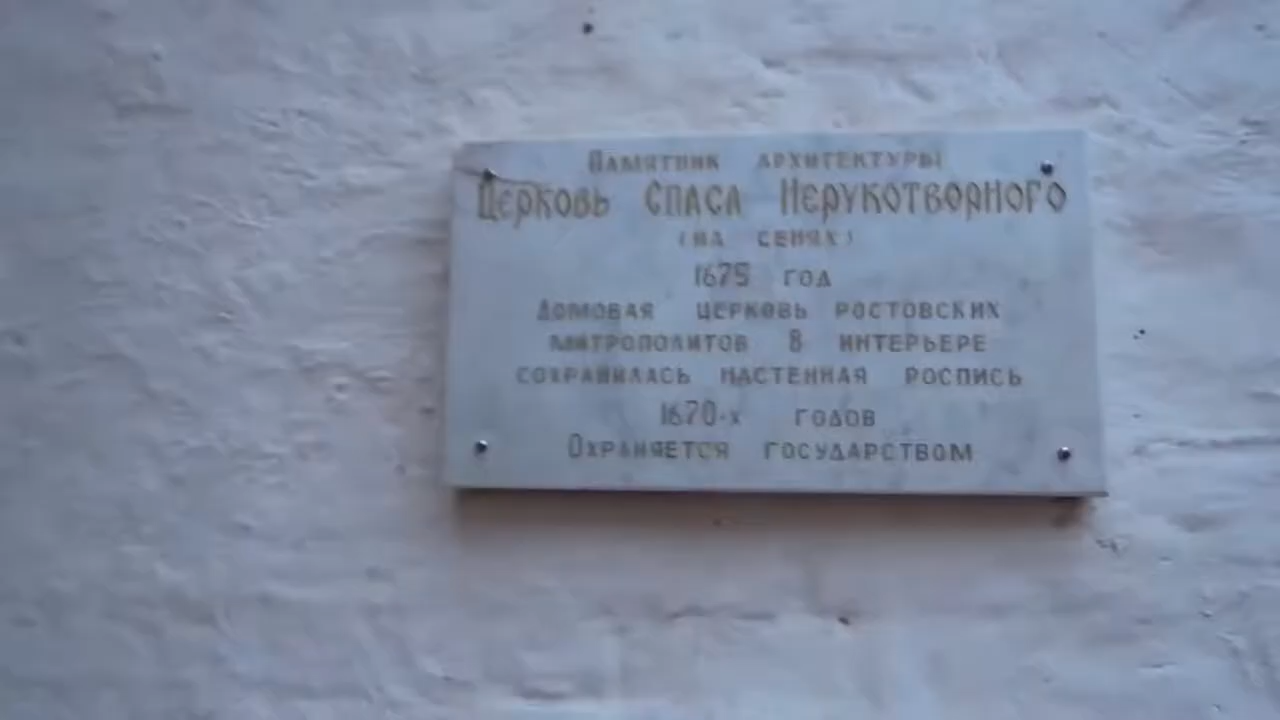 Памятник архитектуры
Церковь Спаса Нерукотворного
(на сенях)
1675 год
Домовая церковь ростовских
митрополитов В интерьере
сохранилась настенная роспись
1670-х годов
Охраняется государством